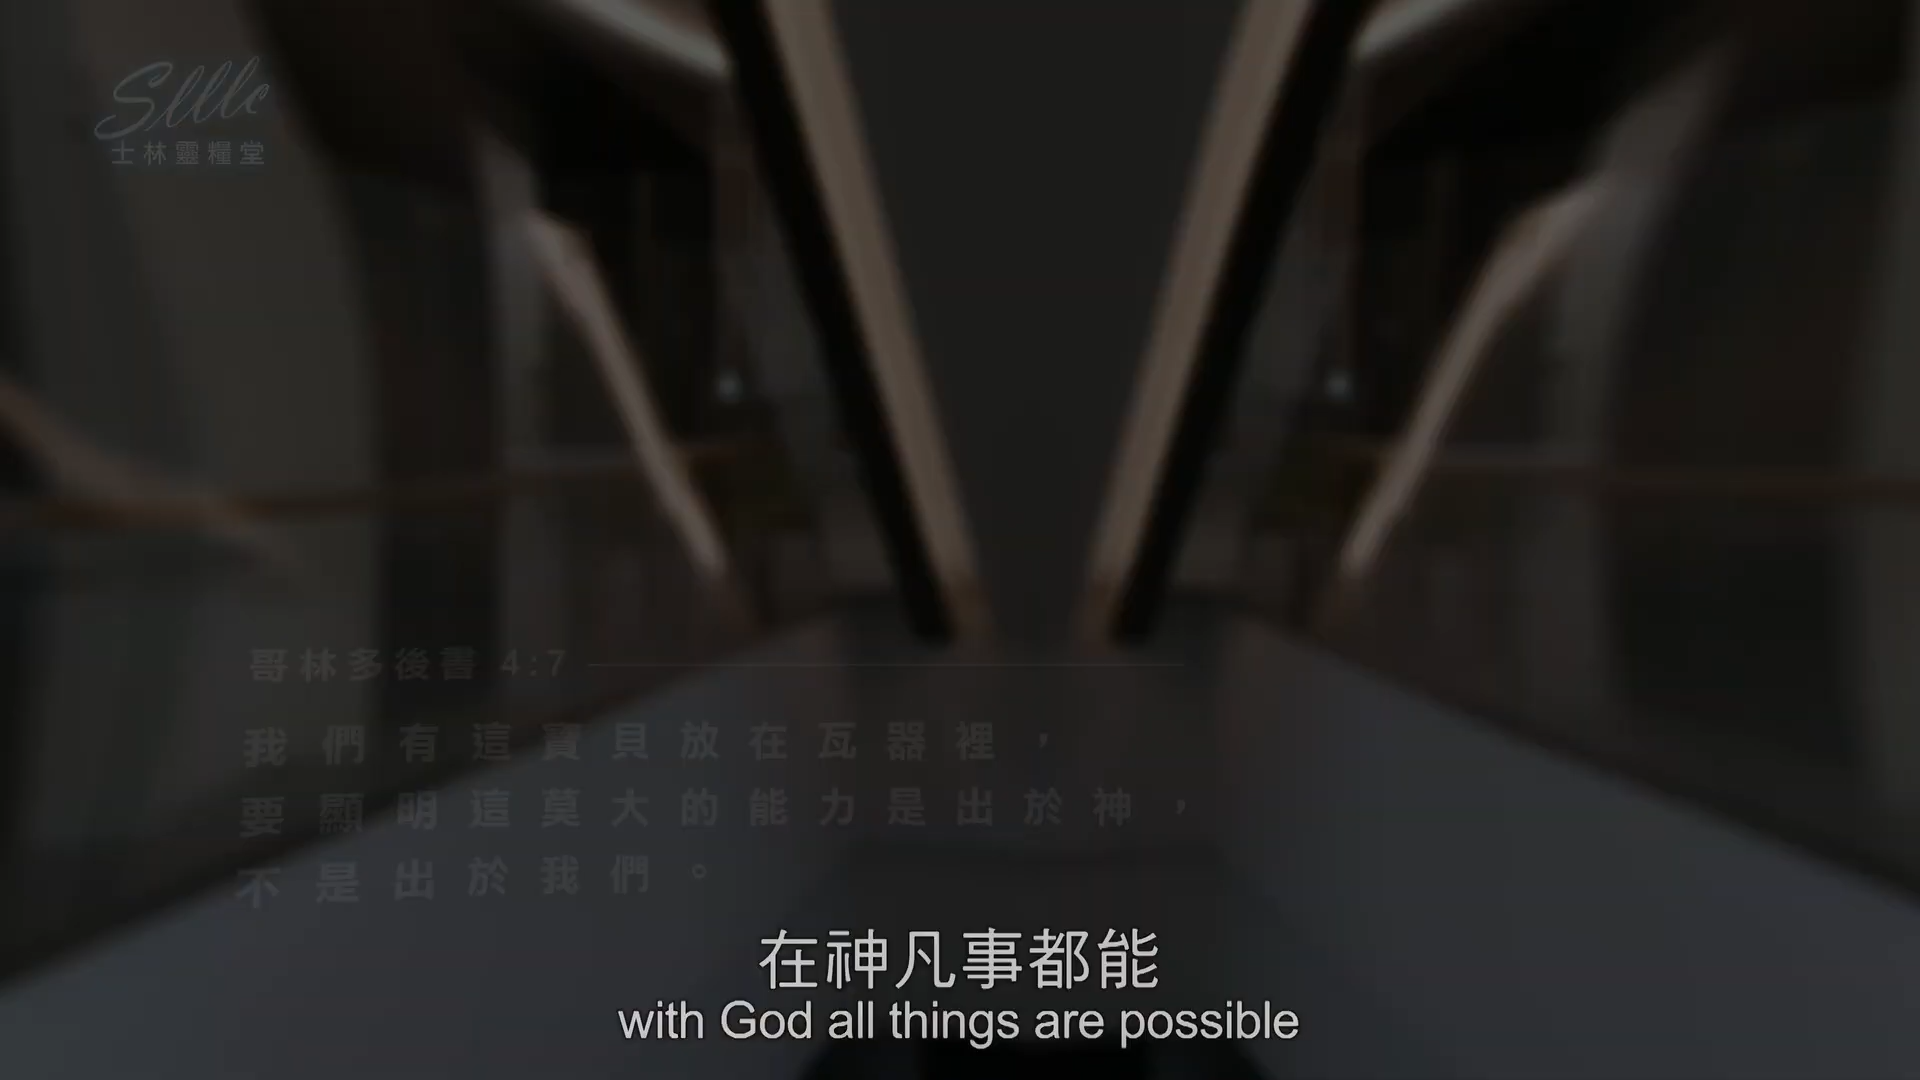 Sllc
士林靈糧堂
哥林多後書 4:7
我們有這寶貝放在瓦器裡，
要顯明這莫大的能力是出於神，
不是出於我們。
在神凡事都能
with God all things are possible